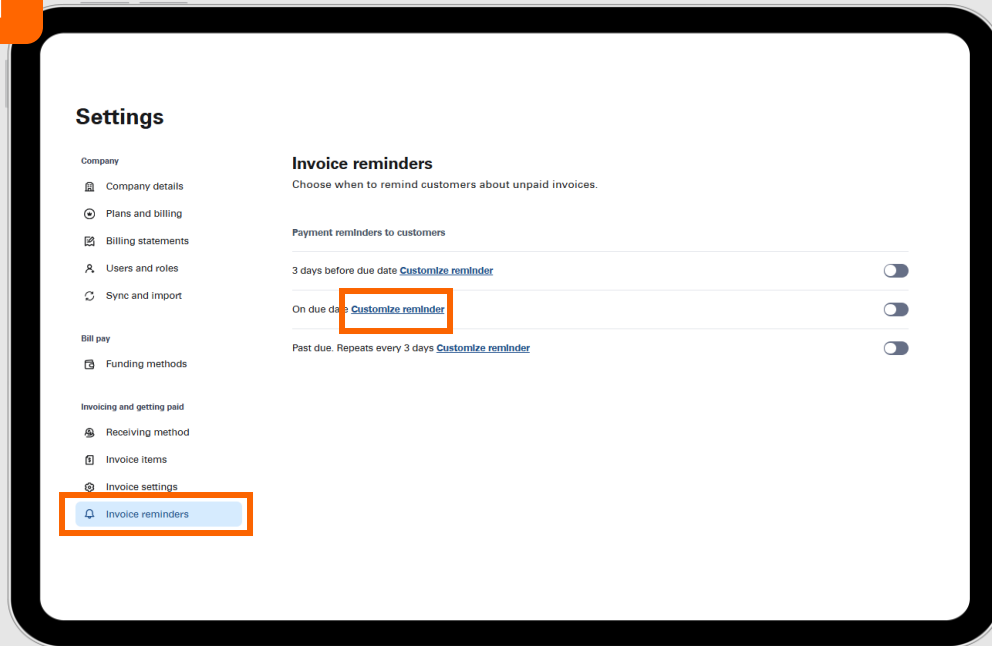 Settings
Company
Company details
Plans and billing
Billing statements
Users and roles
Sync and import
Bill pay
Funding methods
Invoicing and getting paid
Receiving method
Invoice items
Invoice settings
Invoice reminders
Invoice reminders
Choose when to remind customers about unpaid invoices.
Payment reminders to customers
3 days before due date Customize reminder
On due date Customize reminder
Past due. Repeats every 3 days Customize reminder